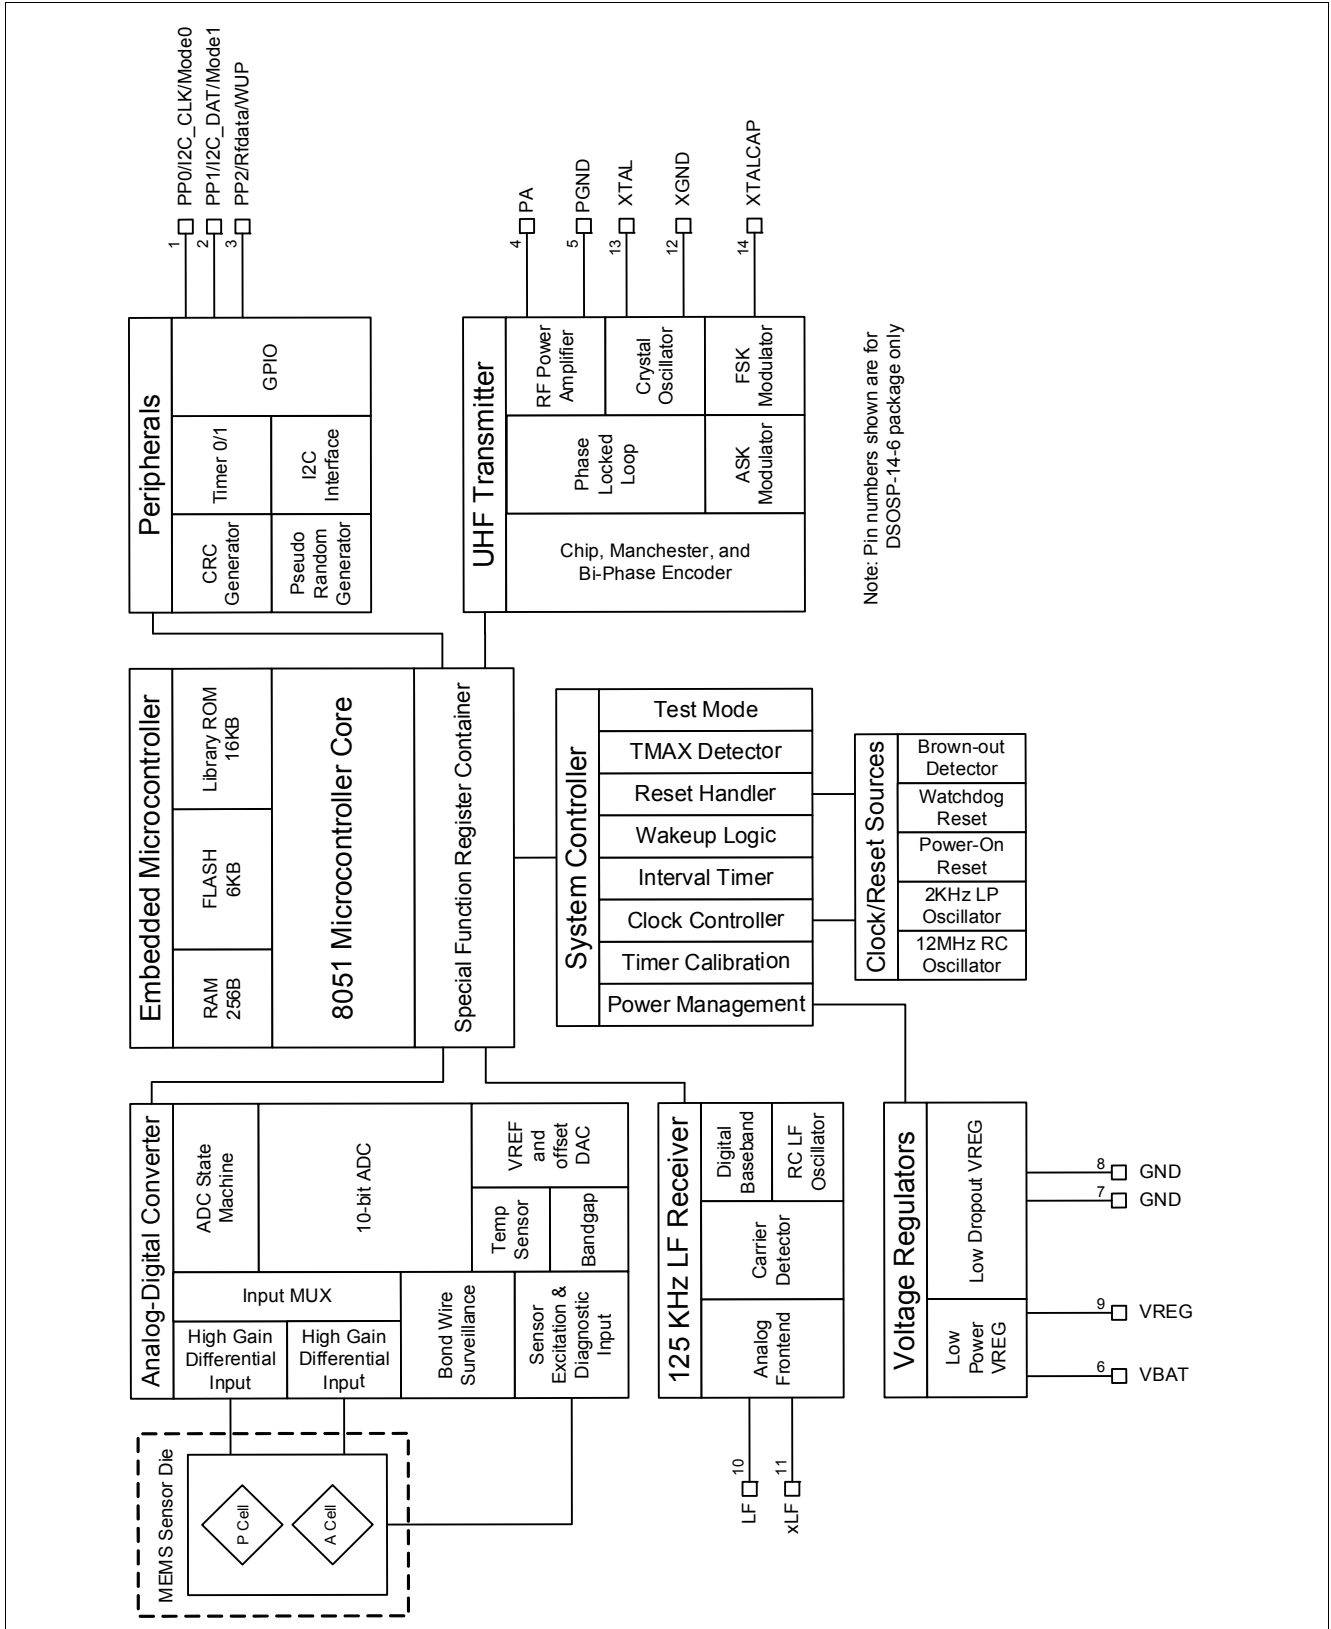 PP0/I2C_CLK/Mode0
PP1/I2C_DAT/Mode1
PP2/Rfdata/WUP
1
2
3
Peripherals
CRC
Generator
Timer 0/1
GPIO
Pseudo
Random
Generator
I2C
Interface
PA
PGND
XTAL
XGND
XTALCAP
4
5
13
12
14
UHF Transmitter
RF Power
Amplifier
Crystal
Oscillator
FSK
Modulator
Phase
Locked
Loop
ASK
Modulator
Chip, Manchester, and
Bi-Phase Encoder
Note: Pin numbers shown are for
DSOSP-14-6 package only
Embedded Microcontroller
RAM
256B
FLASH
6KB
Library ROM
16KB
8051 Microcontroller Core
Special Function Register Container
System Controller
Test Mode
TMAX Detector
Reset Handler
Wakeup Logic
Interval Timer
Clock Controller
Timer Calibration
Power Management
Clock/Reset Sources
Brown-out
Detector
Watchdog
Reset
Power-On
Reset
2KHz LP
Oscillator
12MHz RC
Oscillator
Analog-Digital Converter
ADC State
Machine
10-bit ADC
VREF
and
offset
DAC
Temp
Sensor
Bandgap
Input MUX
High Gain
Differential
Input
High Gain
Differential
Input
Bond Wire
Surveillance
Sensor
Excitation &
Diagnostic
Input
MEMS Sensor Die
P Cell
A Cell
125 KHz LF Receiver
Digital
Baseband
RC LF
Oscillator
Carrier
Detector
Analog
Frontend
10
LF
11
xLF
Voltage Regulators
Low Dropout VREG
Low
Power
VREG
8
GND
7
GND
9
VREG
6
VBAT